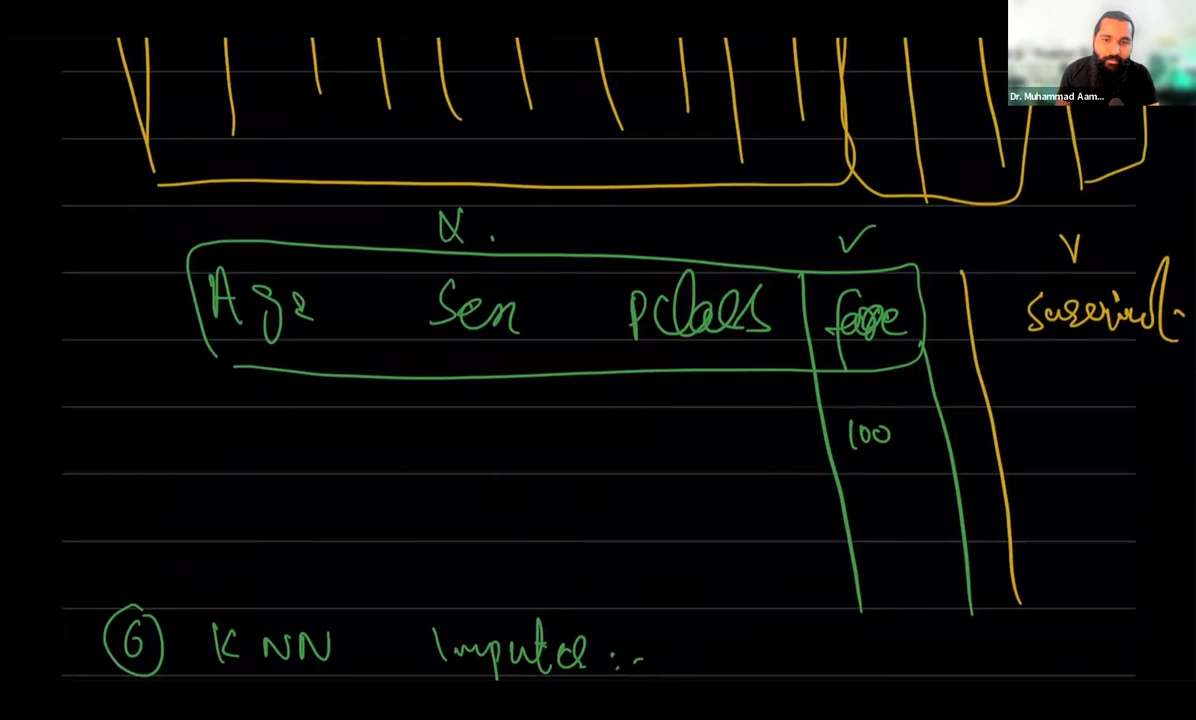 Dr. Muhammad Aam...
X.
Age Sex pclass fare survived
100
6 KNN Imputer :-